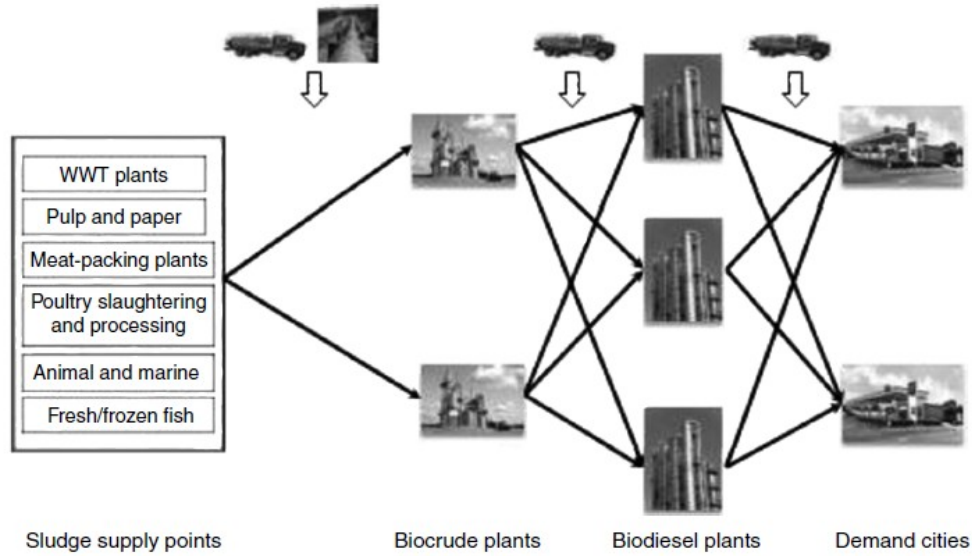 WWT plants
Pulp and paper
Meat-packing plants
Poultry slaughtering
and processing
Animal and marine
Fresh/frozen fish
Sludge supply points
Biocrude plants
Biodiesel plants
Demand cities